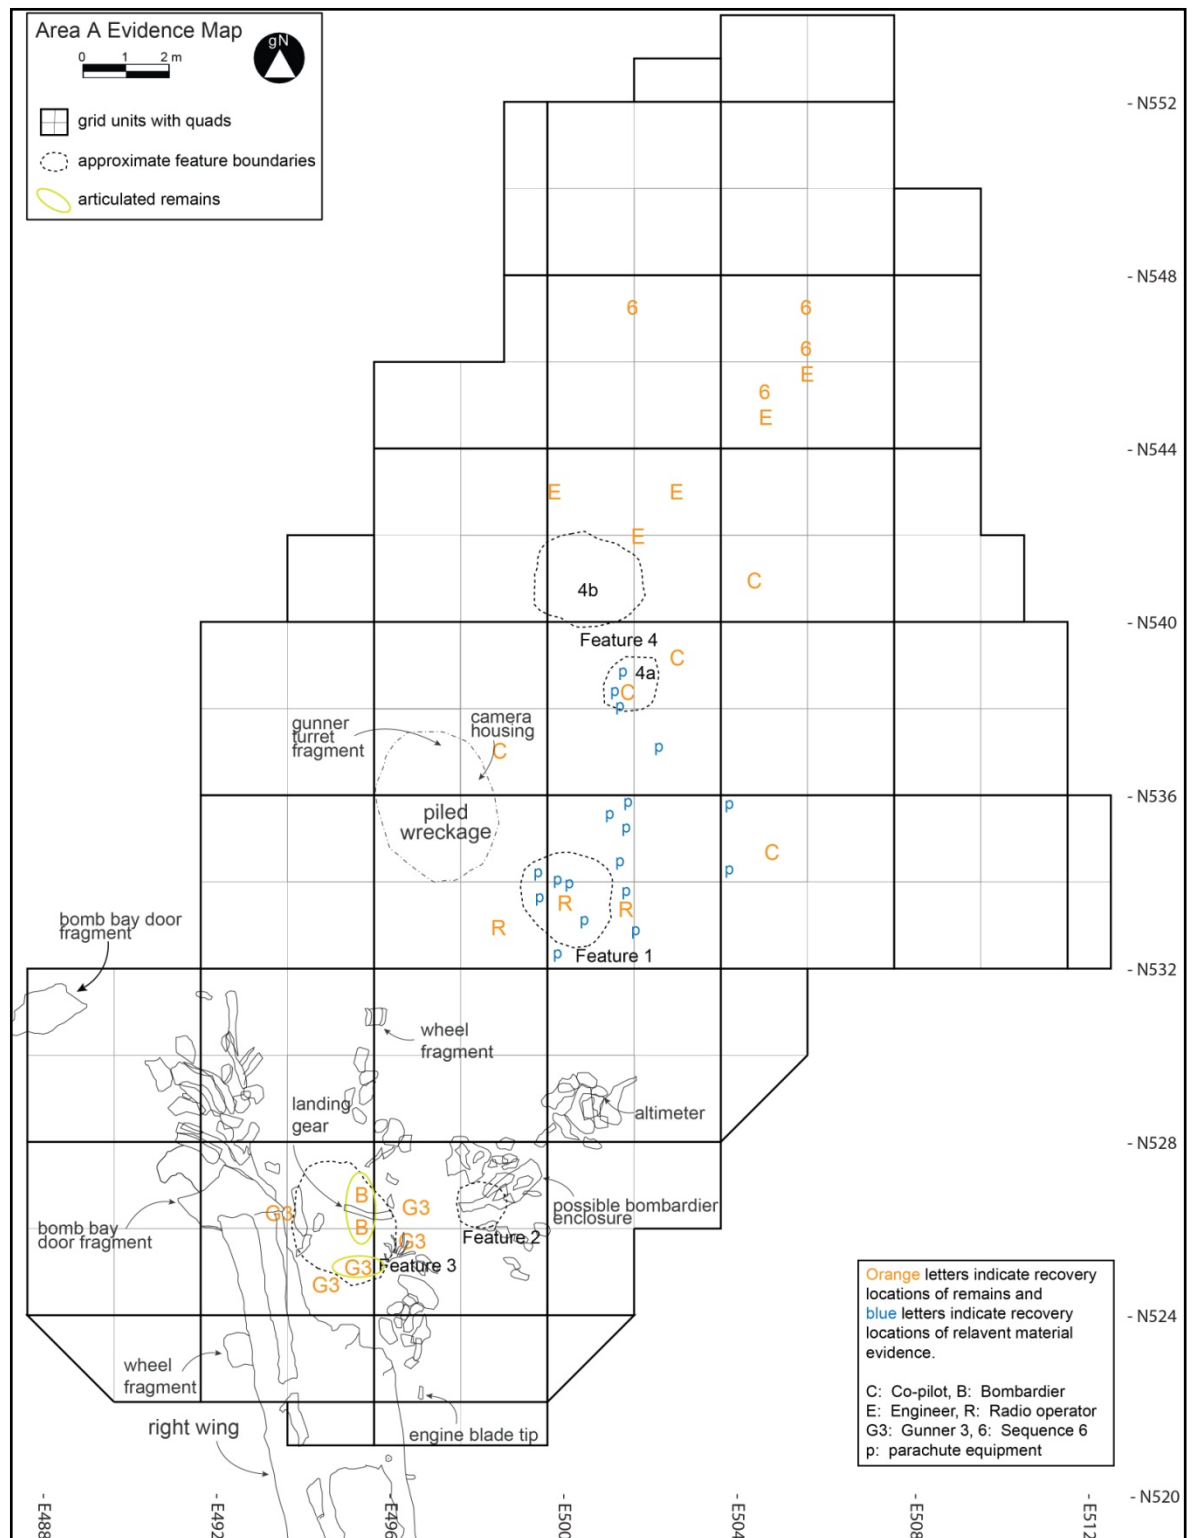 Area A Evidence Map
0 1 2 m
gN
grid units with quads
approximate feature boundaries
articulated remains
- N552
- N548
6 6
6
E
6
E
- N544
E E
E
4b
C
- N540
Feature 4
C
4a
p
p C
p
gunner
turret
fragment
camera
housing
C
p
- N536
piled
wreckage
p
p
p
p
p
p
C
p p p
p
p
R
R
R
p
p
p
Feature 1
bomb bay door
fragment
- N532
wheel
fragment
landing
gear
altimeter
- N528
B
G3
G3
B
G3
possible bombardier
enclosure
bomb bay
door fragment
Feature 2
G3
Feature 3
G3
- N524
wheel
fragment
right wing
engine blade tip
Orange letters indicate recovery
locations of remains and
blue letters indicate recovery
locations of relavent material
evidence.
C: Co-pilot, B: Bombardier
E: Engineer, R: Radio operator
G3: Gunner 3, 6: Sequence 6
p: parachute equipment
- N520
- E488
- E492
- E496
- E500
- E504
- E508
- E512